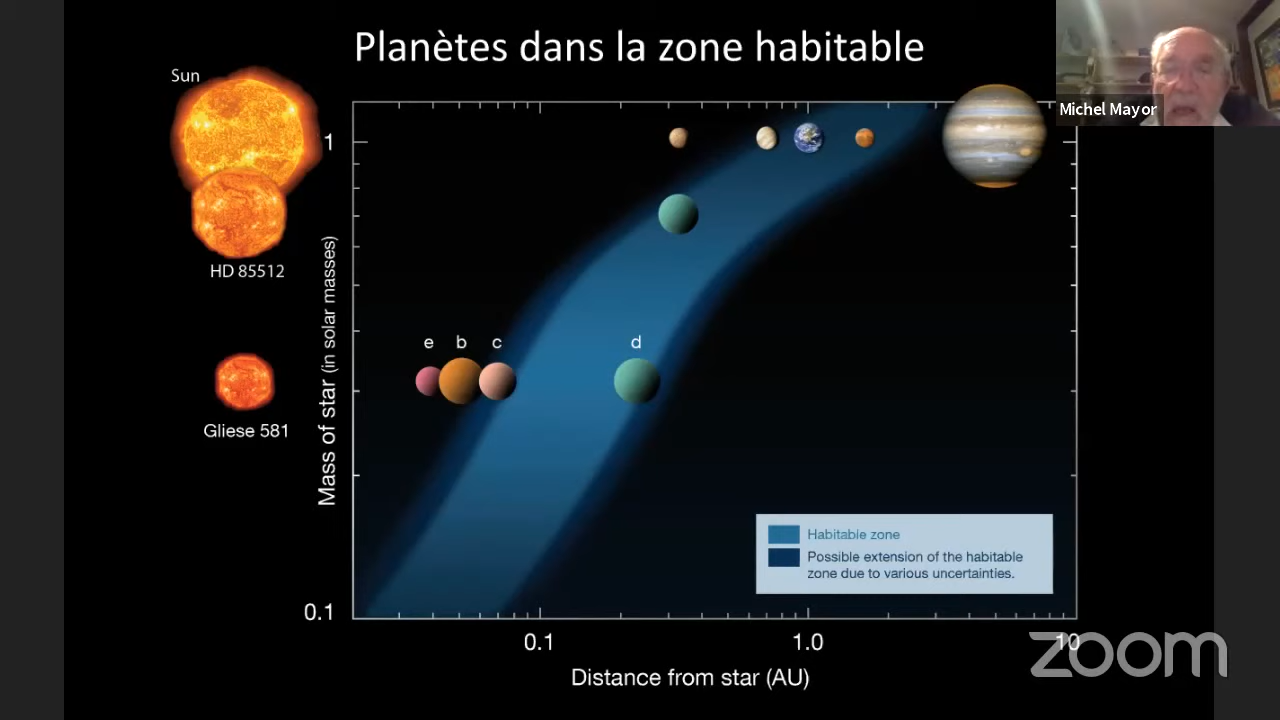 Planètes dans la zone habitable
Michel Mayor
Sun
HD 85512
Gliese 581
Mass of star (in solar masses)
1
0.1
e b c d
Habitable zone
Possible extension of the habitable
zone due to various uncertainties.
0.1 1.0 10
Distance from star (AU)
zoom